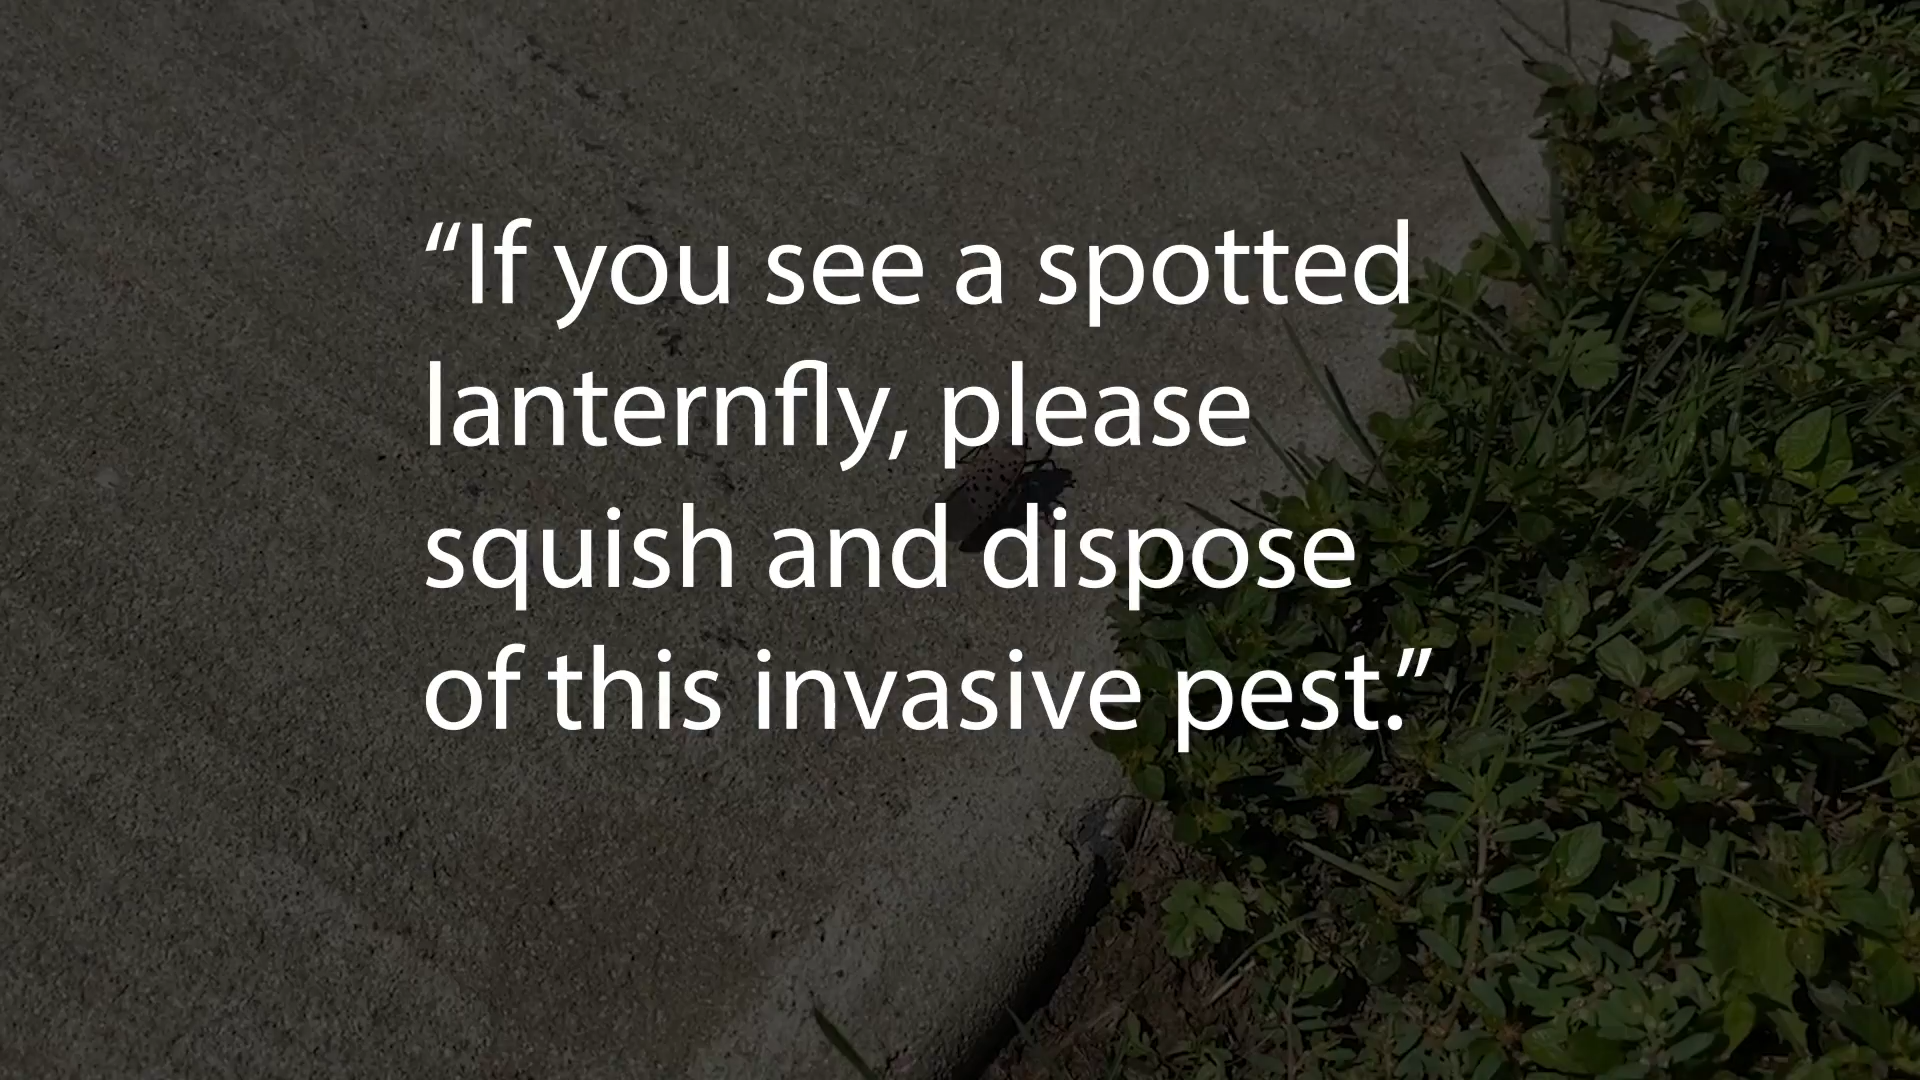 “If you see a spotted
lanternfly, please
squish and dispose
of this invasive pest.”